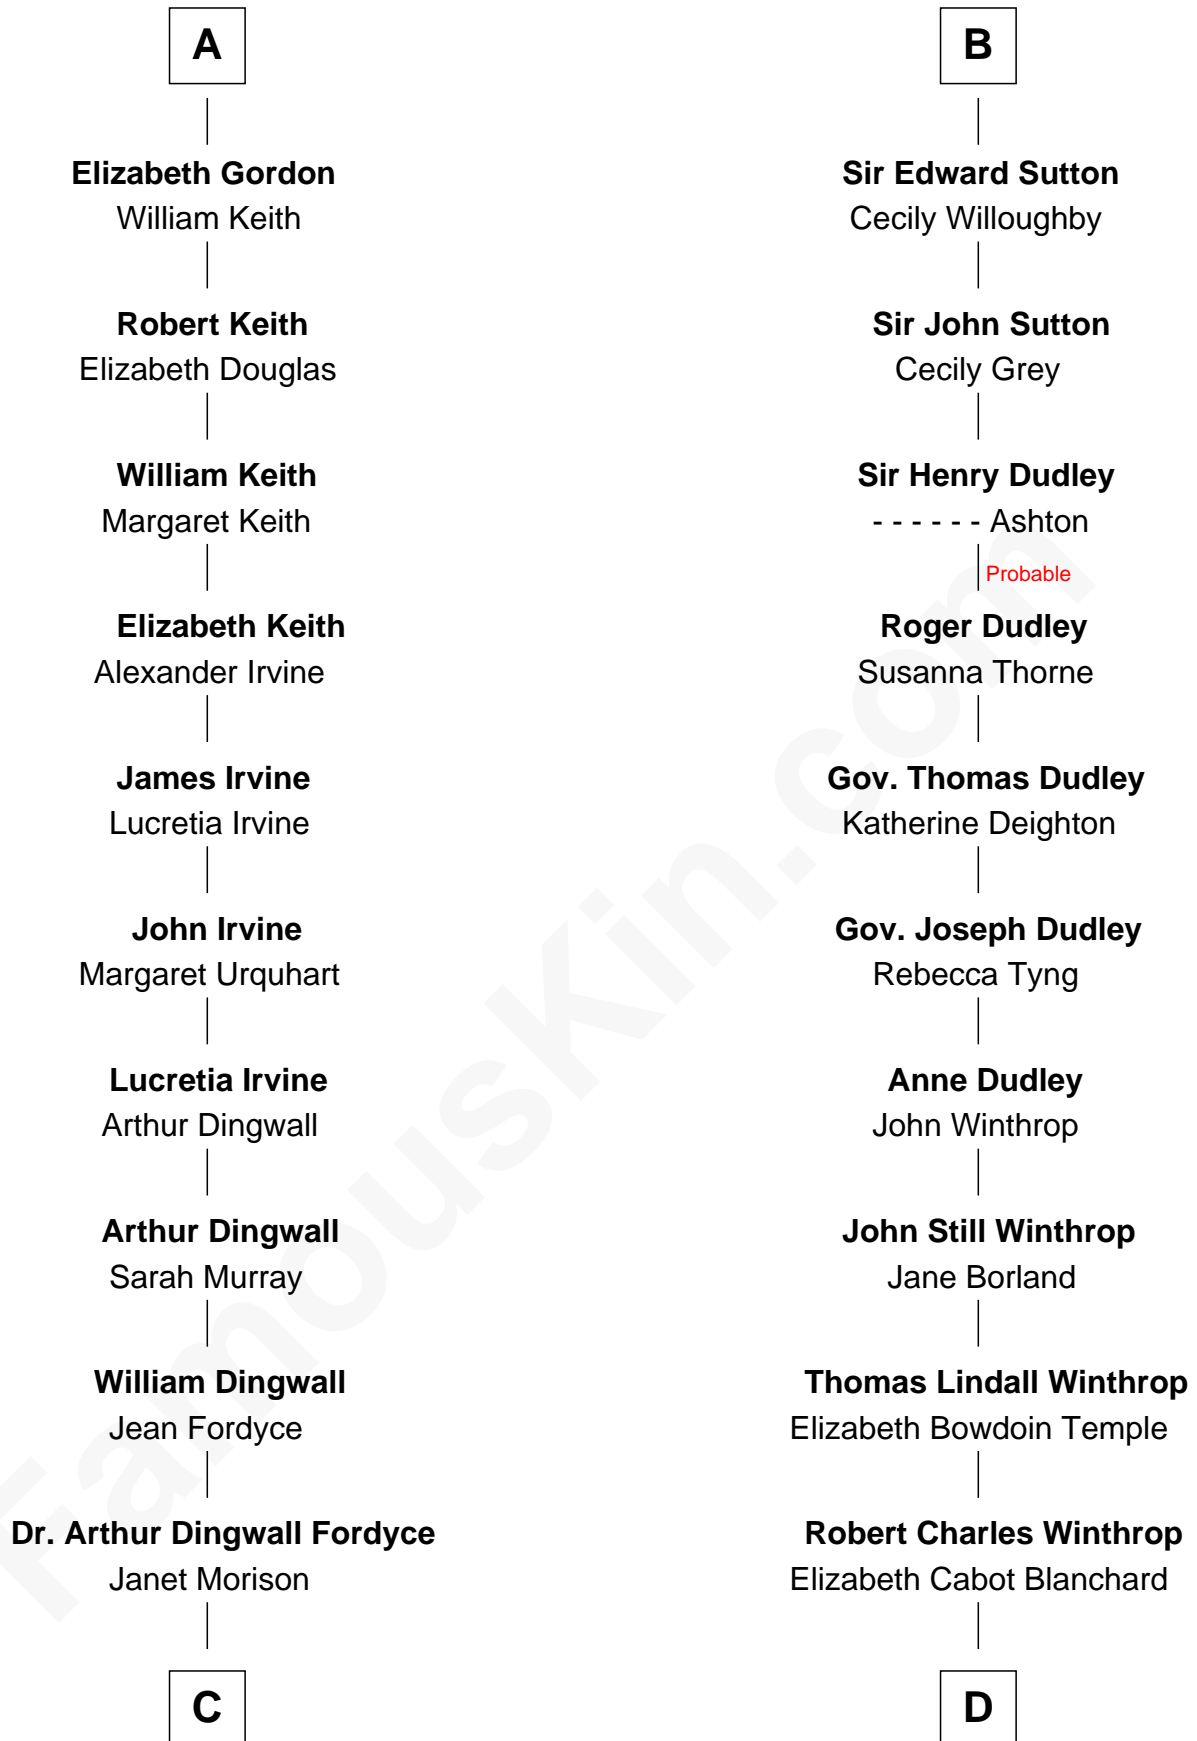 A
Elizabeth Gordon
William Keith
Robert Keith
Elizabeth Douglas
William Keith
Margaret Keith
Elizabeth Keith
Alexander Irvine
James Irvine
Lucretia Irvine
John Irvine
Margaret Urquhart
Lucretia Irvine
Arthur Dingwall
Arthur Dingwall
Sarah Murray
William Dingwall
Jean Fordyce
Dr. Arthur Dingwall Fordyce
Janet Morison
C
B
Sir Edward Sutton
Cecily Willoughby
Sir John Sutton
Cecily Grey
Sir Henry Dudley
- - - - - - Ashton
Probable
Roger Dudley
Susanna Thorne
Gov. Thomas Dudley
Katherine Deighton
Gov. Joseph Dudley
Rebecca Tyng
Anne Dudley
John Winthrop
John Still Winthrop
Jane Borland
Thomas Lindall Winthrop
Elizabeth Bowdoin Temple
Robert Charles Winthrop
Elizabeth Cabot Blanchard
D
FamousKin.com